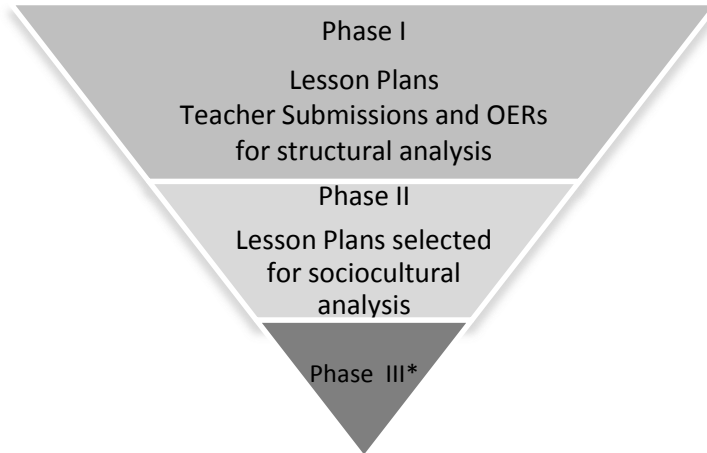 Phase I
Lesson Plans
Teacher Submissions and OERs
for structural analysis
Phase II
Lesson Plans selected
for sociocultural
analysis
Phase III*